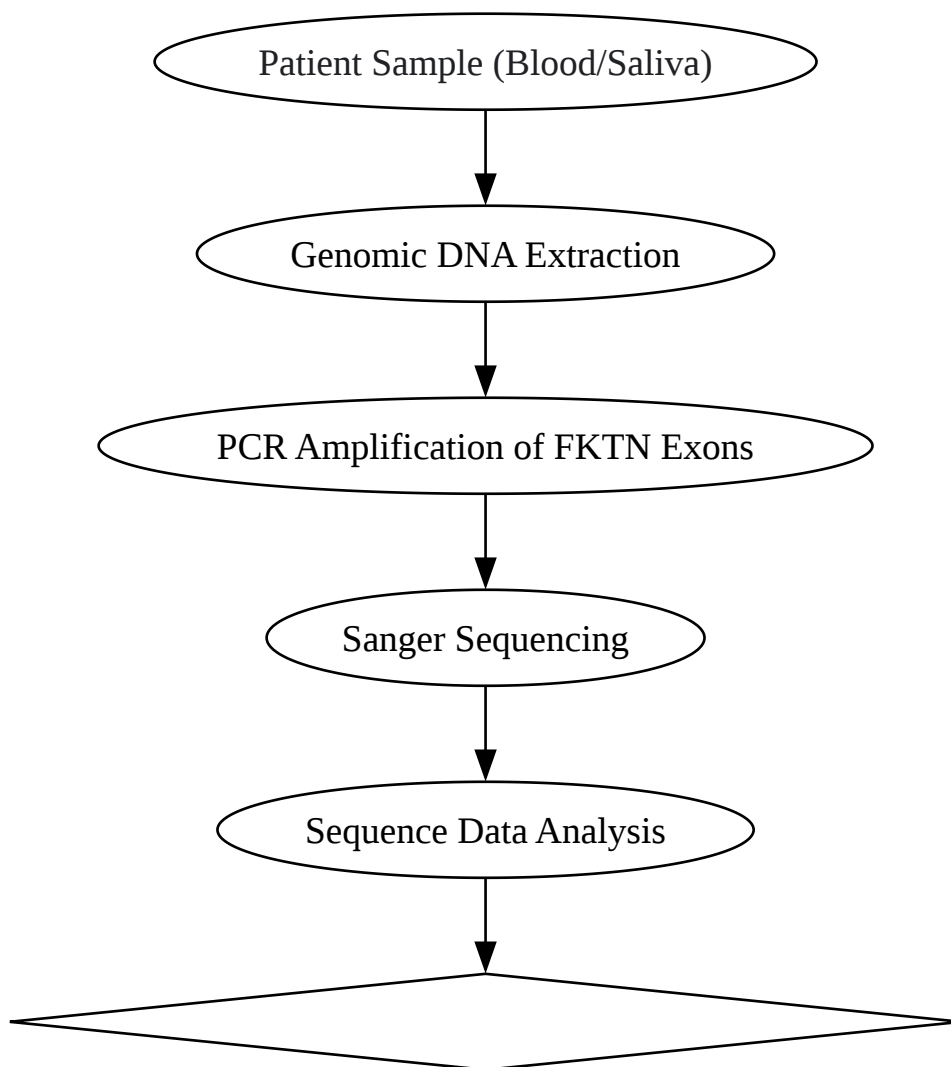 Patient Sample (Blood/Saliva)
Genomic DNA Extraction
PCR Amplification of FKTN Exons
Sanger Sequencing
Sequence Data Analysis